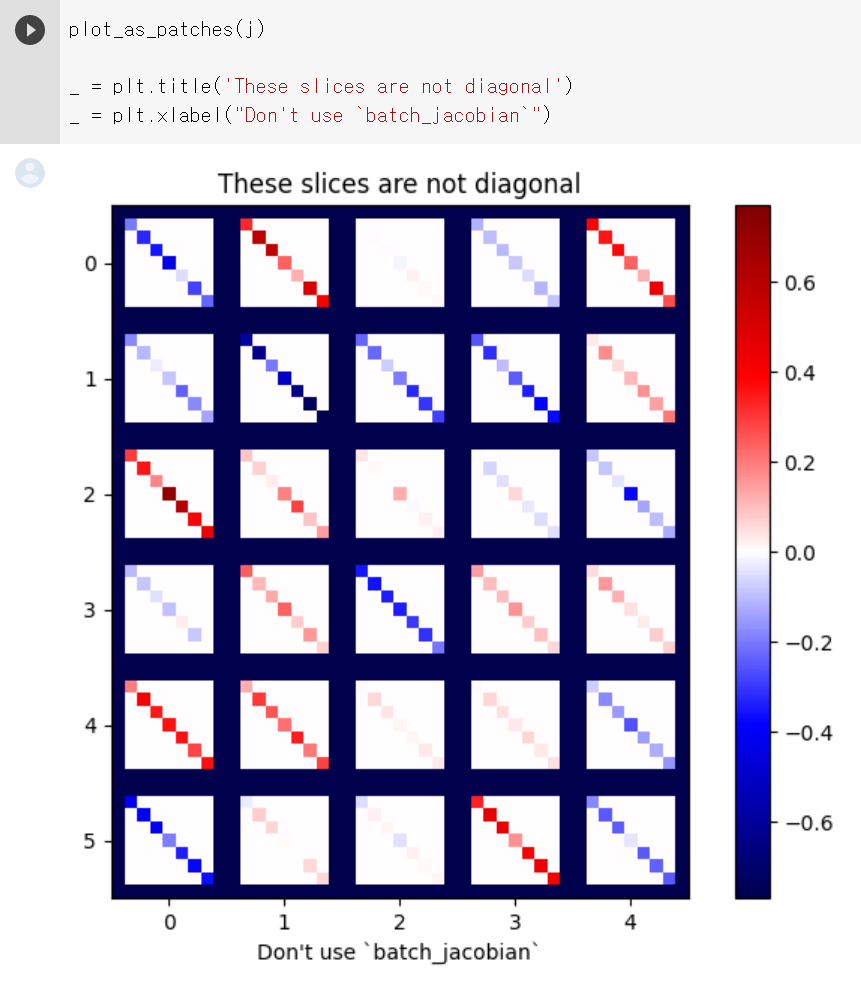 plot_as_patches(j)
_ = plt.title('These slices are not diagonal')
_ = plt.xlabel("Don't use `batch_jacobian`")
These slices are not diagonal
0
1
2
3
4
5
0 1 2 3 4
Don't use `batch_jacobian`
0.6
0.4
0.2
0.0
−0.2
−0.4
−0.6